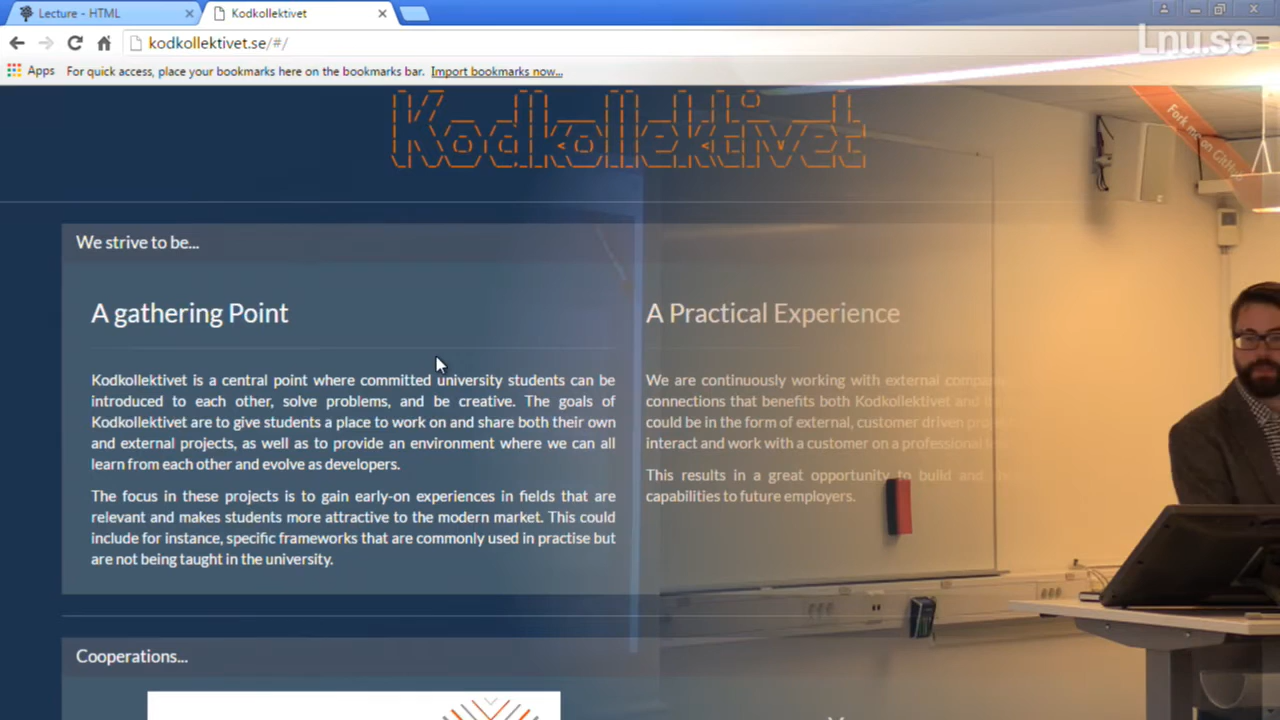 Lecture - HTML
Kodkollektivet
kodkollektivet.se/#/
Lnu.se
Apps
For quick access, place your bookmarks here on the bookmarks bar. Import bookmarks now...
Kodkollektivet
Fork me on GitHub
We strive to be...
A gathering Point
Kodkollektivet is a central point where committed university students can be
introduced to each other, solve problems, and be creative. The goals of
Kodkollektivet are to give students a place to work on and share both their own
and external projects, as well as to provide an environment where we can all
learn from each other and evolve as developers.
The focus in these projects is to gain early-on experiences in fields that are
relevant and makes students more attractive to the modern market. This could
include for instance, specific frameworks that are commonly used in practise but
are not being taught in the university.
A Practical Experience
We are continuously working with external
connections that benefits both Kodkollektivet and
could be in the form of external, customer driven
interact and work with a customer on a professional
This results in a great opportunity to build and
capabilities to future employers.
Cooperations...